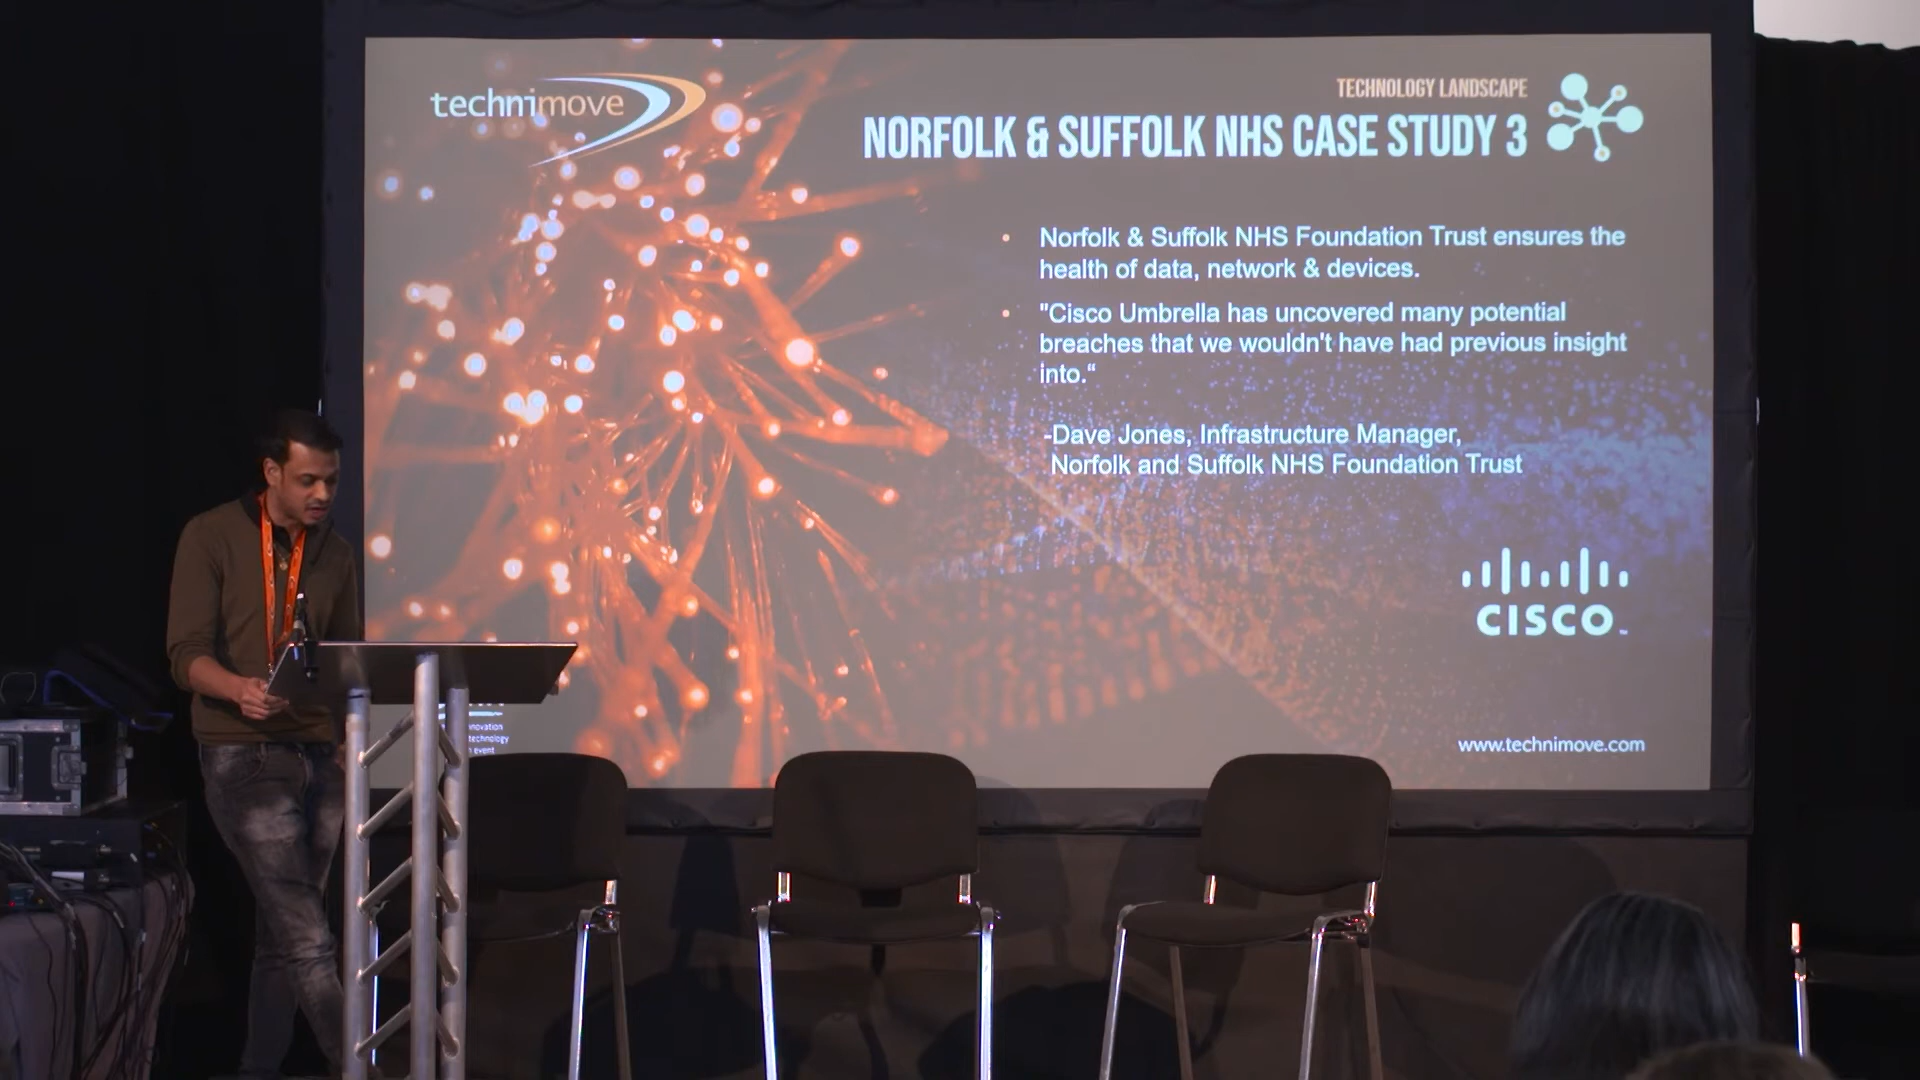 technimove
TECHNOLOGY LANDSCAPE
NORFOLK & SUFFOLK NHS CASE STUDY 3
• Norfolk & Suffolk NHS Foundation Trust ensures the
health of data, network & devices.
• "Cisco Umbrella has uncovered many potential
breaches that we wouldn't have had previous insight
into.“
-Dave Jones, Infrastructure Manager,
Norfolk and Suffolk NHS Foundation Trust
CISCO
technology
event
www.technimove.com